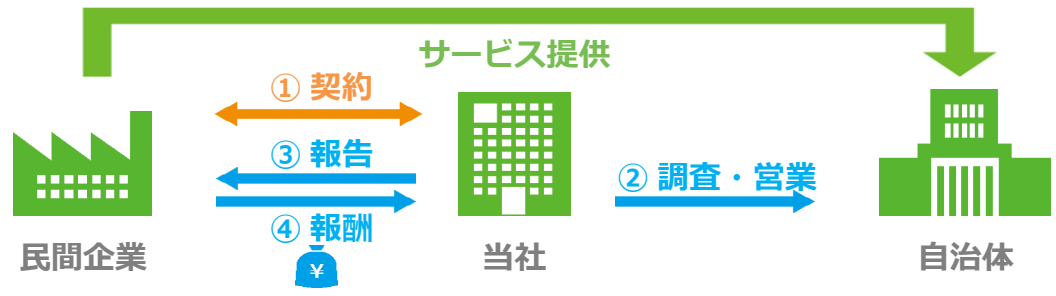 サービス提供
① 契約
③ 報告
② 調査・営業
④ 報酬
¥
民間企業
当社
自治体